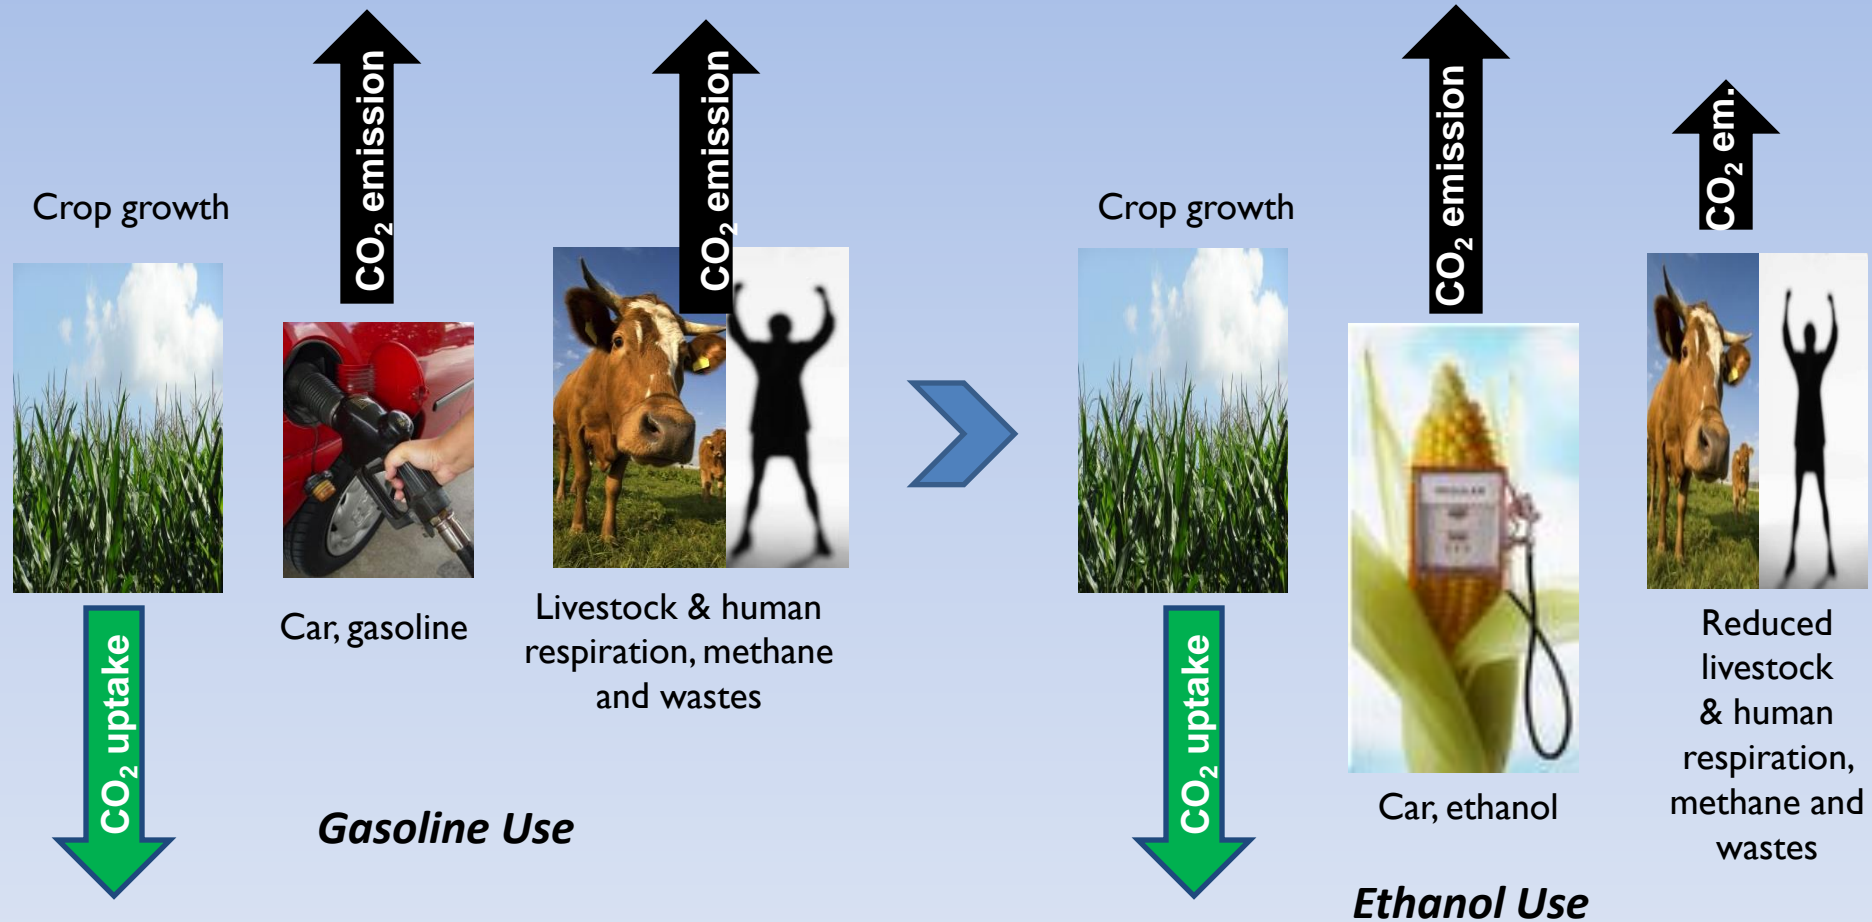 Crop growth
CO₂ uptake
CO₂ emission
Car, gasoline
CO₂ emission
Livestock & human
respiration, methane
and wastes
Gasoline Use
Crop growth
CO₂ uptake
CO₂ emission
REGULAR
Car, ethanol
CO₂ em.
Reduced
livestock
& human
respiration,
methane and
wastes
Ethanol Use